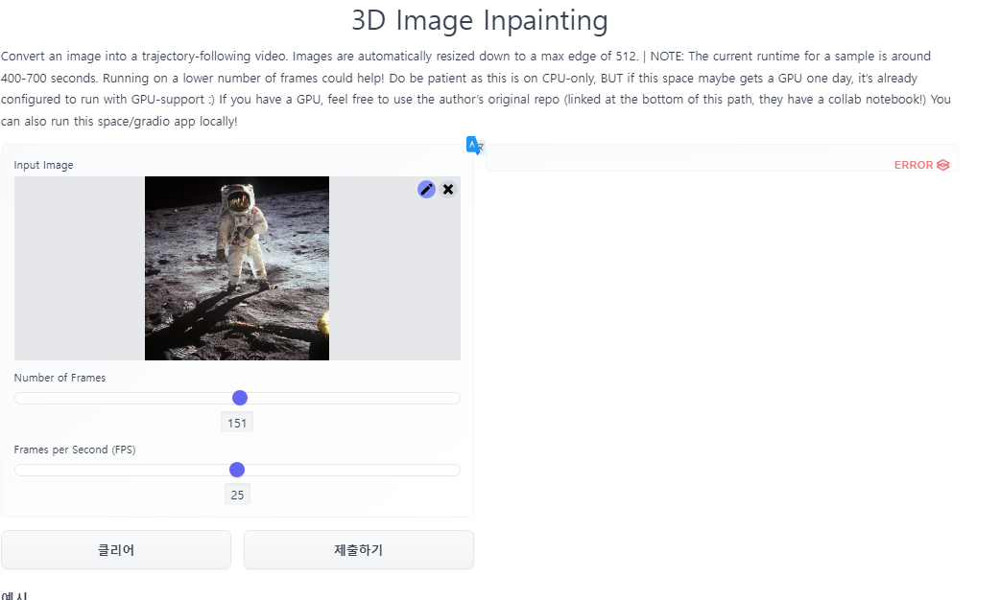 3D Image Inpainting
Convert an image into a trajectory-following video. Images are automatically resized down to a max edge of 512. | NOTE: The current runtime for a sample is around
400-700 seconds. Running on a lower number of frames could help! Do be patient as this is on CPU-only, BUT if this space maybe gets a GPU one day, it's already
configured to run with GPU-support :) If you have a GPU, feel free to use the author's original repo (linked at the bottom of this path, they have a collab notebook!) You
can also run this space/gradio app locally!
Input Image
ERROR
Number of Frames
151
Frames per Second (FPS)
25
클리어
제출하기
예시